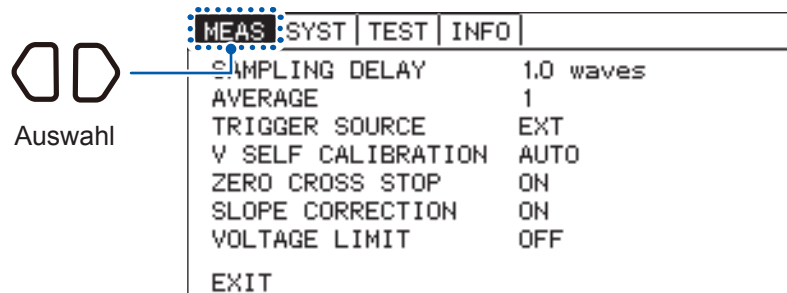 MEAS SYST TEST INFO
SAMPLING DELAY 1.0 waves
AVERAGE 1
TRIGGER SOURCE EXT
V SELF CALIBRATION AUTO
ZERO CROSS STOP ON
SLOPE CORRECTION ON
VOLTAGE LIMIT OFF
EXIT
Auswahl